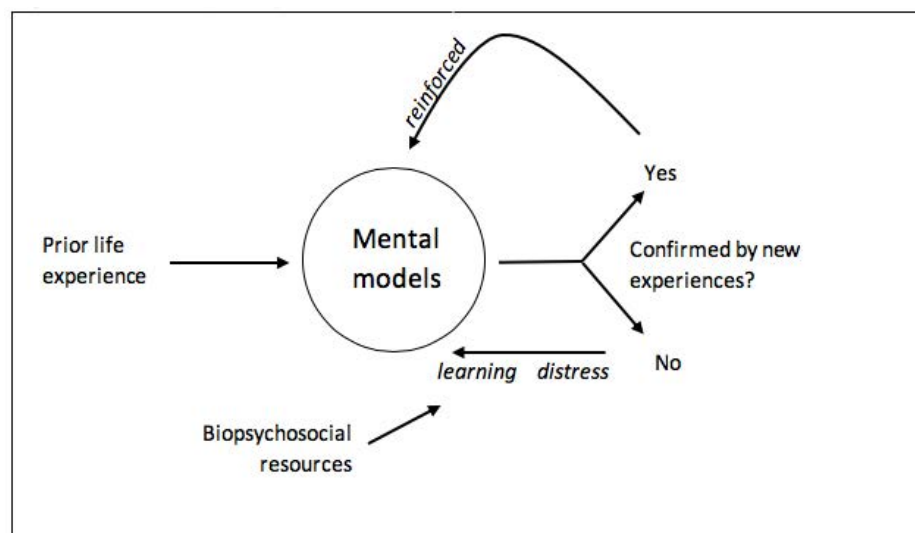 reinforced
Yes
Prior life
experience
Mental
models
Confirmed by new
experiences?
No
learning distress
Biopsychosocial
resources